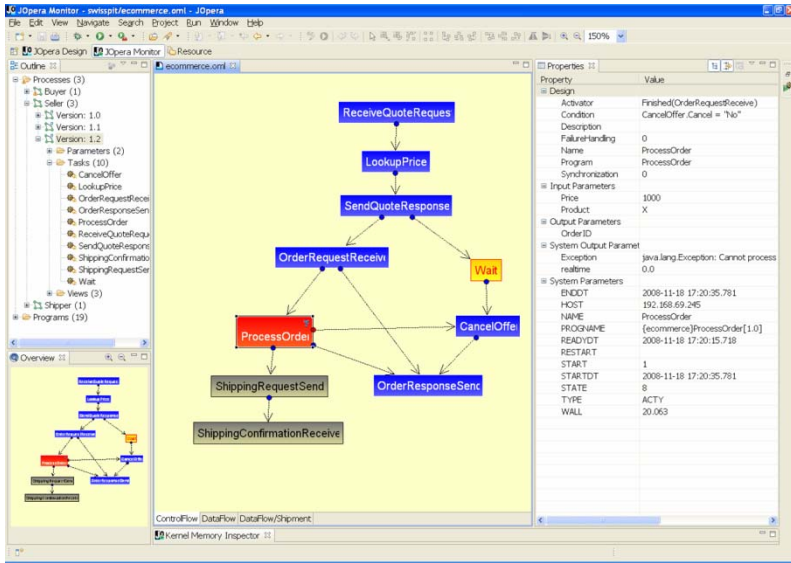 JOpera Monitor - swisspit/ecommerce.oml - JOpera
File Edit View Navigate Search Project Run Window Help
150%
JOpera Design JOpera Monitor Resource
Outline
Processes (3)
Buyer (1)
Seller (3)
Version: 1.0
Version: 1.1
Version: 1.2
Parameters (2)
Tasks (10)
CancelOffer
LookupPrice
OrderRequestRecei
OrderResponseSen
ProcessOrder
ReceiveQuoteRequ
SendQuoteRespons
ShippingConfirmatio
ShippingRequestSer
Wait
Views (3)
Shipper (1)
Programs (19)
Overview
ecommerce.oml
ReceiveQuoteReques
LookupPrice
SendQuoteResponse
OrderRequestReceiv
Wait
ProcessOrder
CancelOffe
ShippingRequestSend
OrderResponseSend
ShippingConfirmationReceive
ControlFlow DataFlow DataFlow/Shipment
Kernel Memory Inspector
Properties
Property Value
Design
Activator Finished(OrderRequestReceive)
Condition CancelOffer.Cancel = "No"
Description
FailureHandling 0
Name ProcessOrder
Program ProcessOrder
Synchronization 0
Input Parameters
Price 1000
Product X
Output Parameters
OrderID
System Output Paramet
Exception java.lang.Exception: Cannot process
realtime 0.0
System Parameters
ENDDT 2008-11-18 17:20:35.781
HOST 192.168.69.245
NAME ProcessOrder
PROGNAME {ecommerce}ProcessOrder[1.0]
READYDT 2008-11-18 17:20:15.718
RESTART
START 1
STARTDT 2008-11-18 17:20:35.781
STATE 8
TYPE ACTY
WALL 20.063